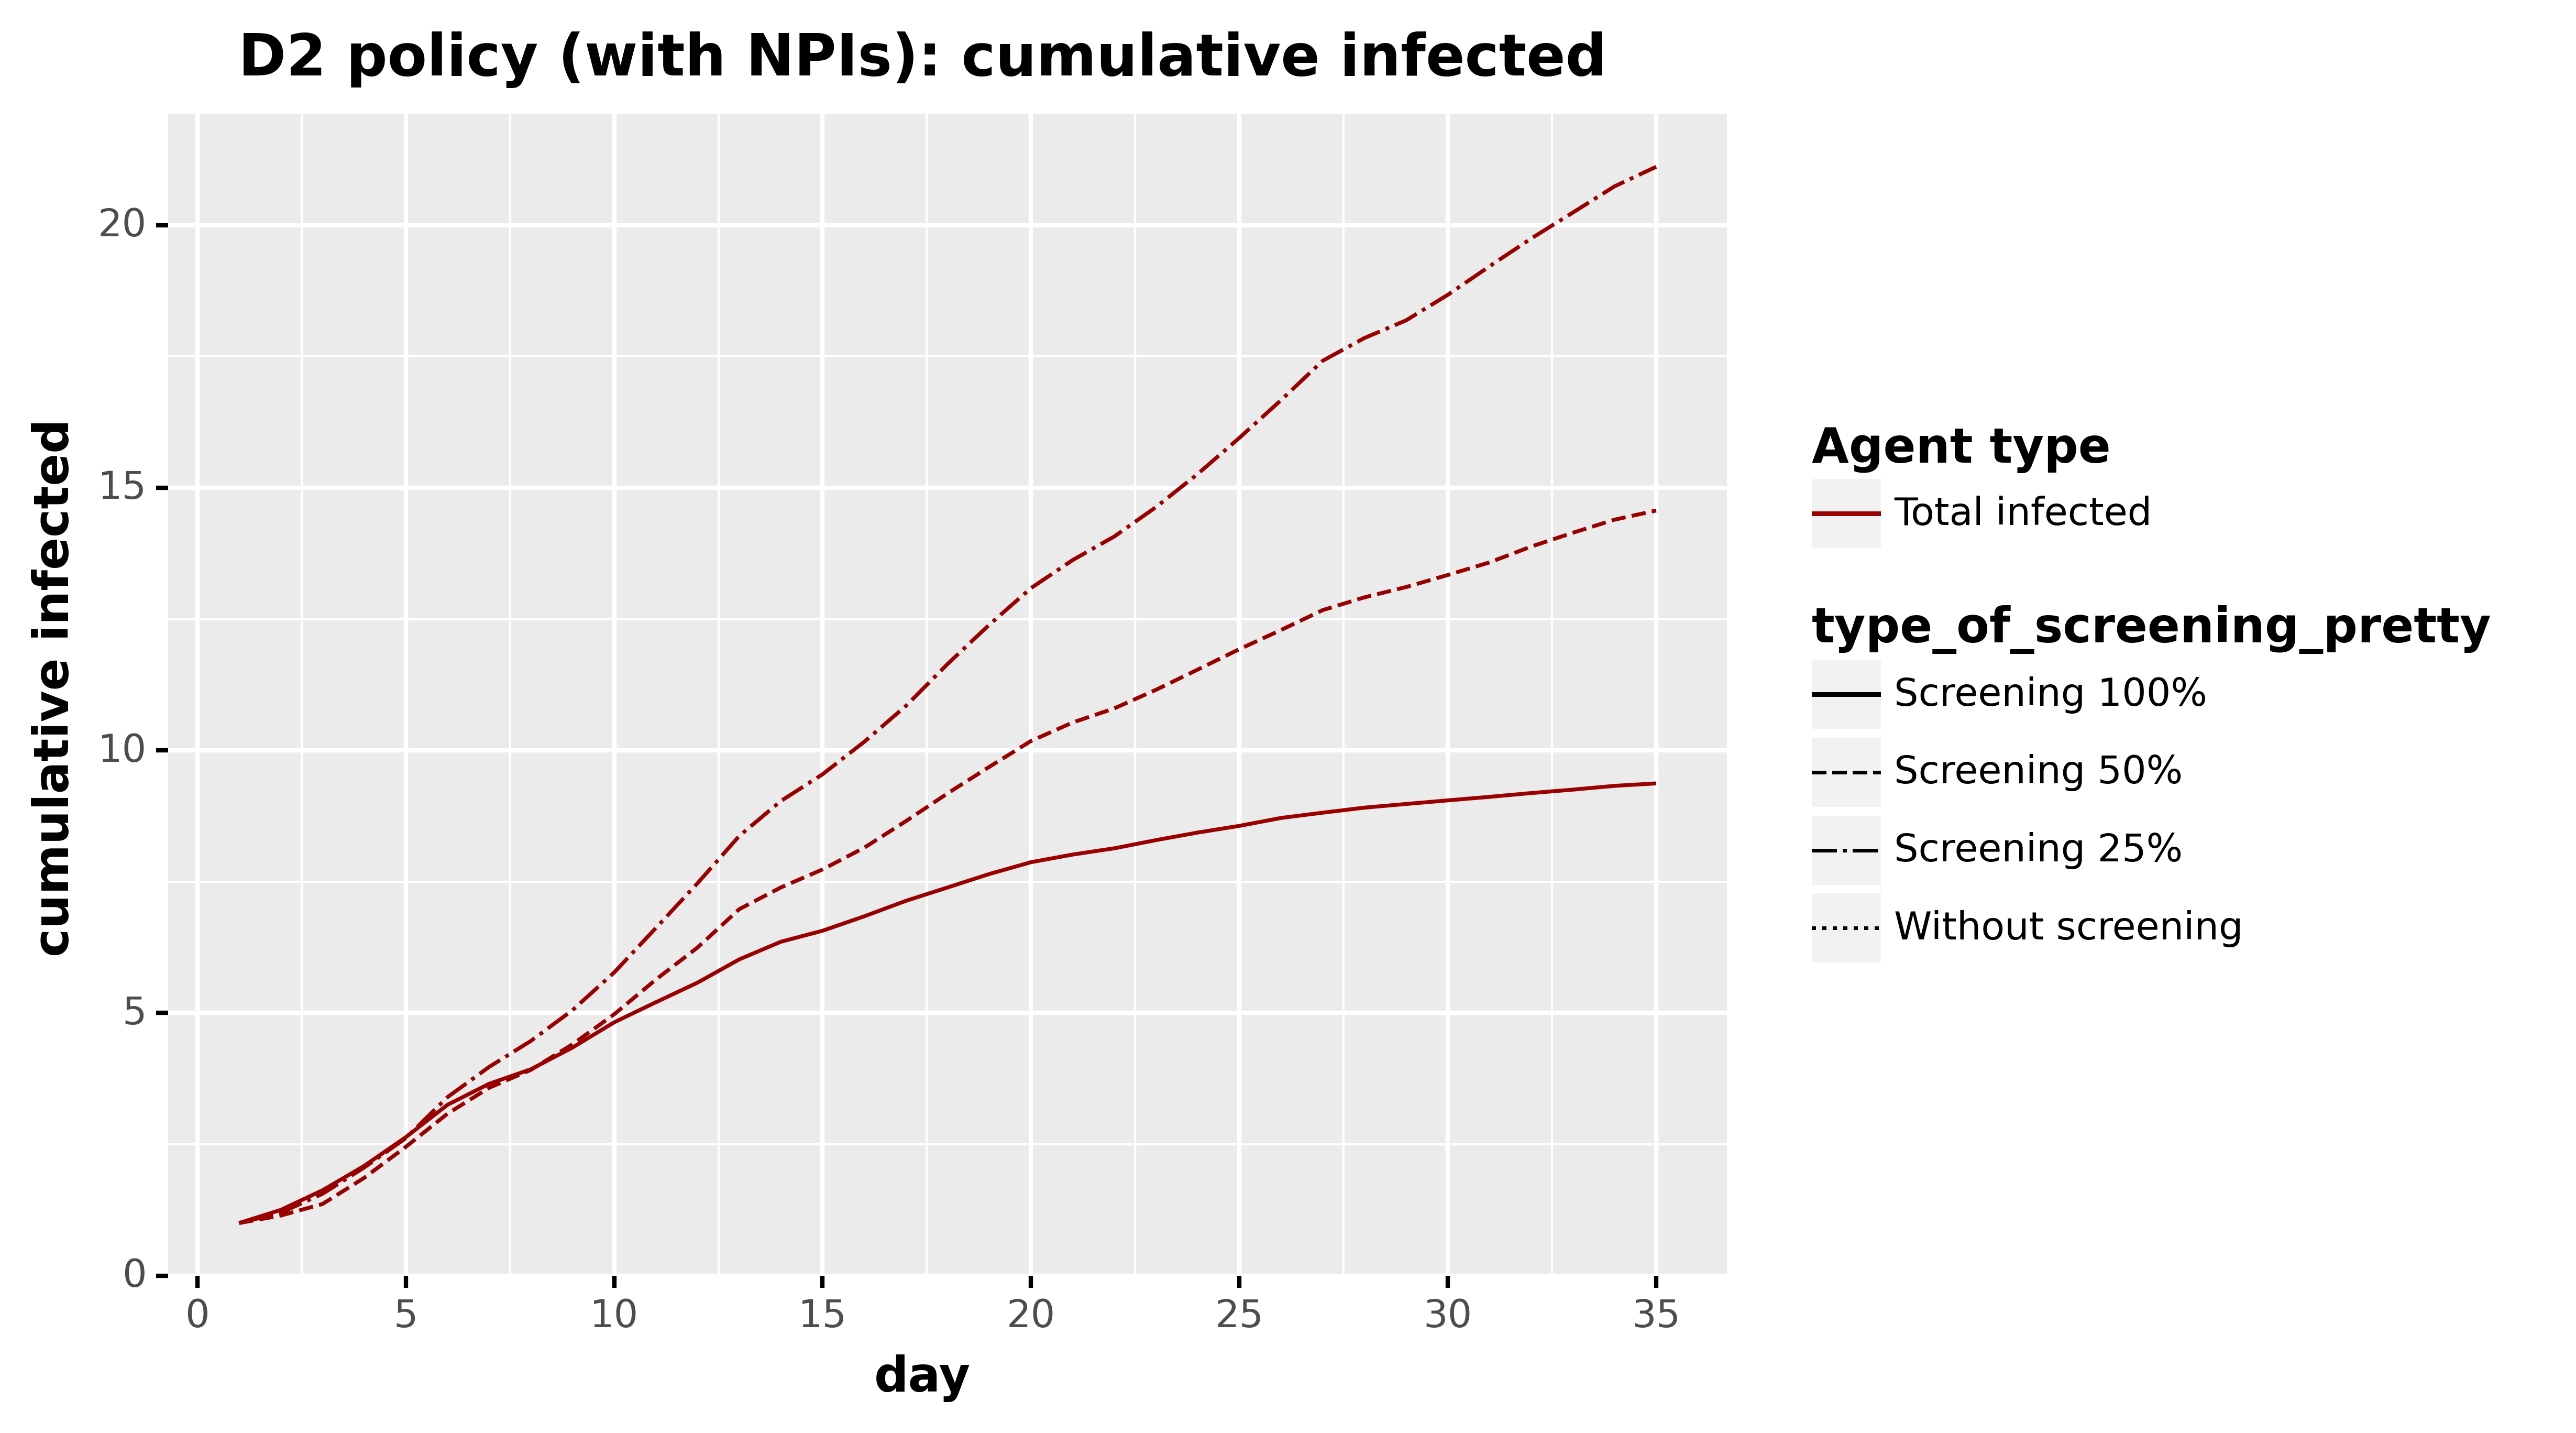 D2 policy (with NPIs): cumulative infected
cumulative infected
20
15
10
5
0
0 5 10 15 20 25 30 35
day
Agent type
Total infected
type_of_screening_pretty
Screening 100%
Screening 50%
Screening 25%
Without screening